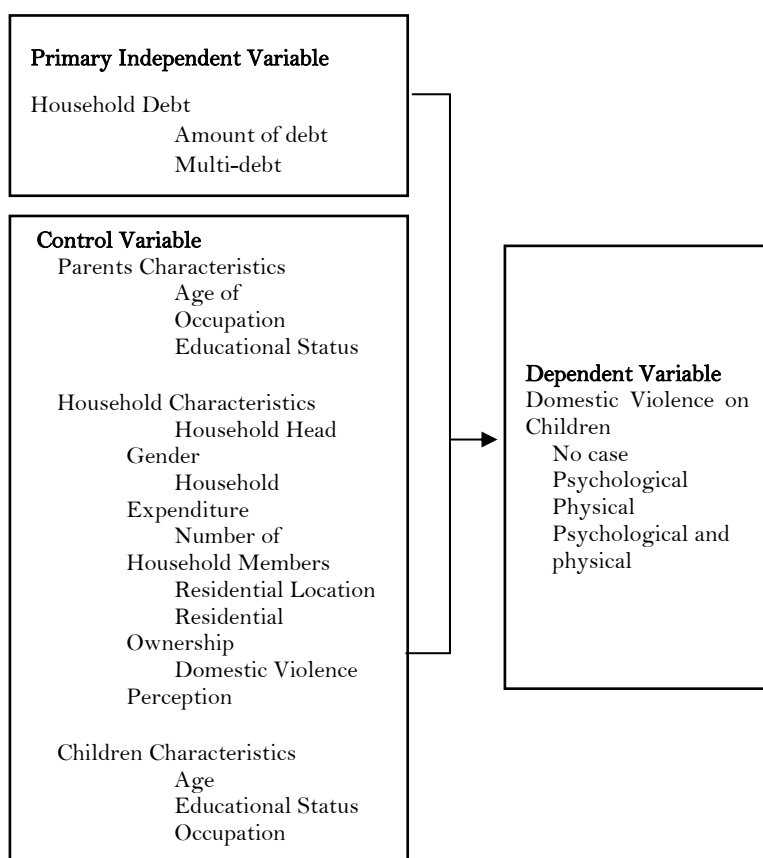 Primary Independent Variable
Household Debt
Amount of debt
Multi-debt
Control Variable
Parents Characteristics
Age of
Occupation
Educational Status
Household Characteristics
Household Head
Gender
Household
Expenditure
Number of
Household Members
Residential Location
Residential
Ownership
Domestic Violence
Perception
Children Characteristics
Age
Educational Status
Occupation
Dependent Variable
Domestic Violence on
Children
No case
Psychological
Physical
Psychological and
physical